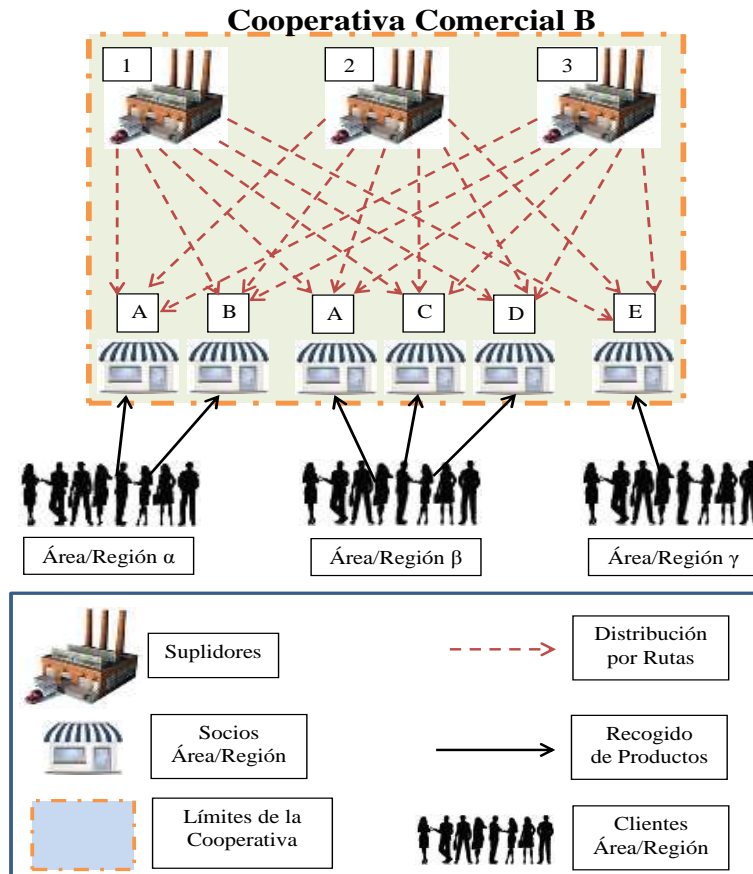 Cooperativa Comercial B
1
2
3
A
B
A
C
D
E
Área/Región α
Área/Región β
Área/Región γ
Suplidores
Distribución
por Rutas
Socios
Área/Región
Recogido
de Productos
Límites de la
Cooperativa
Clientes
Área/Región